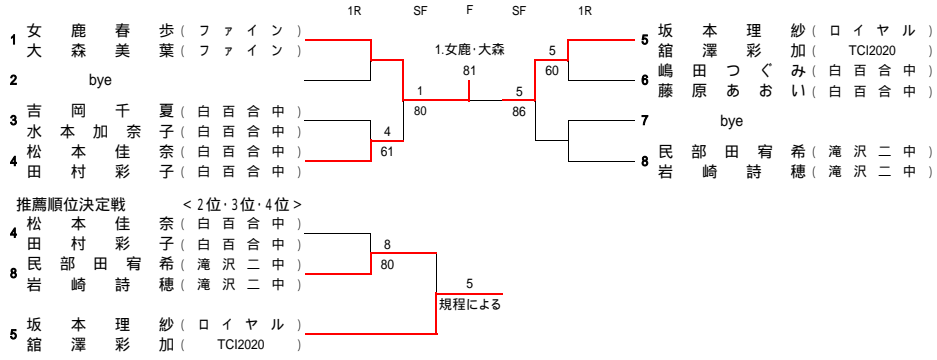 1R SF F SF 1R
1 女鹿春歩 (ファイン)
大森美葉 (ファイン)
2 bye
3 吉岡千夏 (白百合中)
水本加奈子 (白百合中)
4 松本佳奈 (白百合中)
田村彩子 (白百合中)
4
61
1
80
1.女鹿・大森
81
5
86
5
60
5 坂本理紗 (ロイヤル)
舘澤彩加 (TCI2020)
6 嶋田つぐみ (白百合中)
藤原あおい (白百合中)
7 bye
8 民部田宥希 (滝沢二中)
岩崎詩穂 (滝沢二中)
推薦順位決定戦 <2位・3位・4位>
4 松本佳奈 (白百合中)
田村彩子 (白百合中)
8 民部田宥希 (滝沢二中)
岩崎詩穂 (滝沢二中)
8
80
5
規程による
5 坂本理紗 (ロイヤル)
舘澤彩加 (TCI2020)